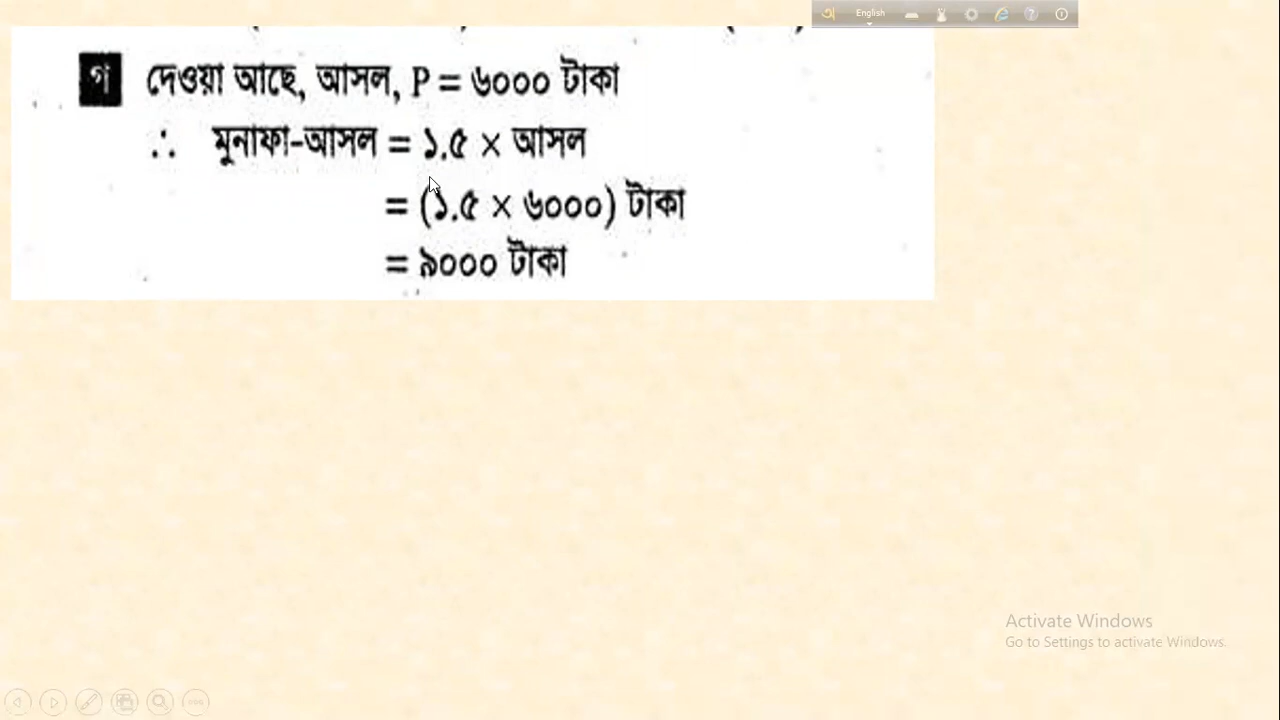 English
গ দেওয়া আছে, আসল, P = ৬০০০ টাকা
∴ মুনাফা-আসল = ১.৫ × আসল
= (১.৫ × ৬০০০) টাকা
= ৯০০০ টাকা
Activate Windows
Go to Settings to activate Windows.